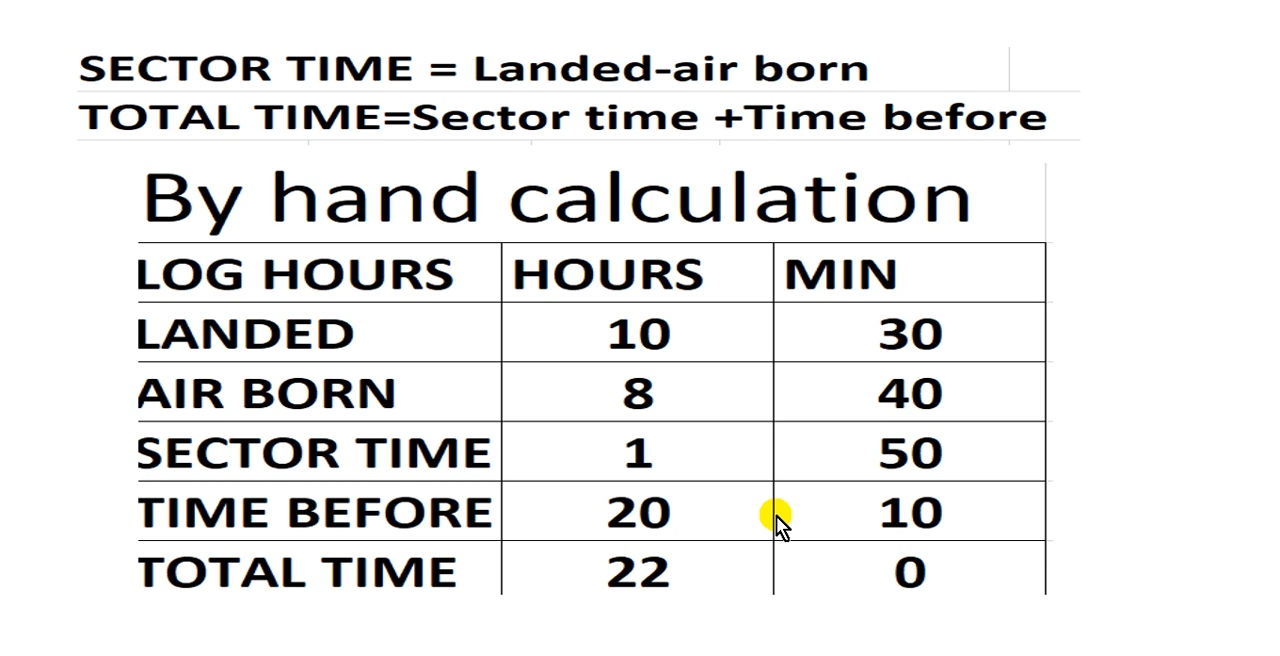 SECTOR TIME = Landed-air born
TOTAL TIME=Sector time +Time before
By hand calculation
LOG HOURS HOURS MIN
LANDED 10 30
AIR BORN 8 40
SECTOR TIME 1 50
TIME BEFORE 20 10
TOTAL TIME 22 0